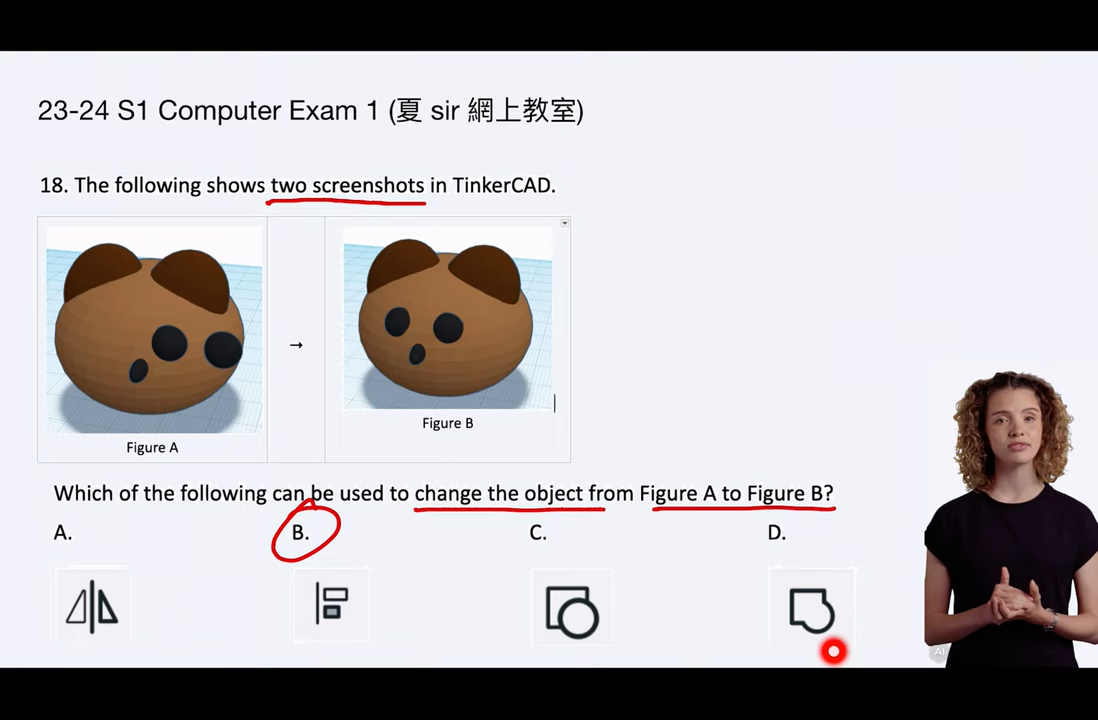 23-24 S1 Computer Exam 1 (夏 sir 網上教室)
18. The following shows two screenshots in TinkerCAD.
→
Figure A
Figure B
Which of the following can be used to change the object from Figure A to Figure B?
A. B. C. D.
AI